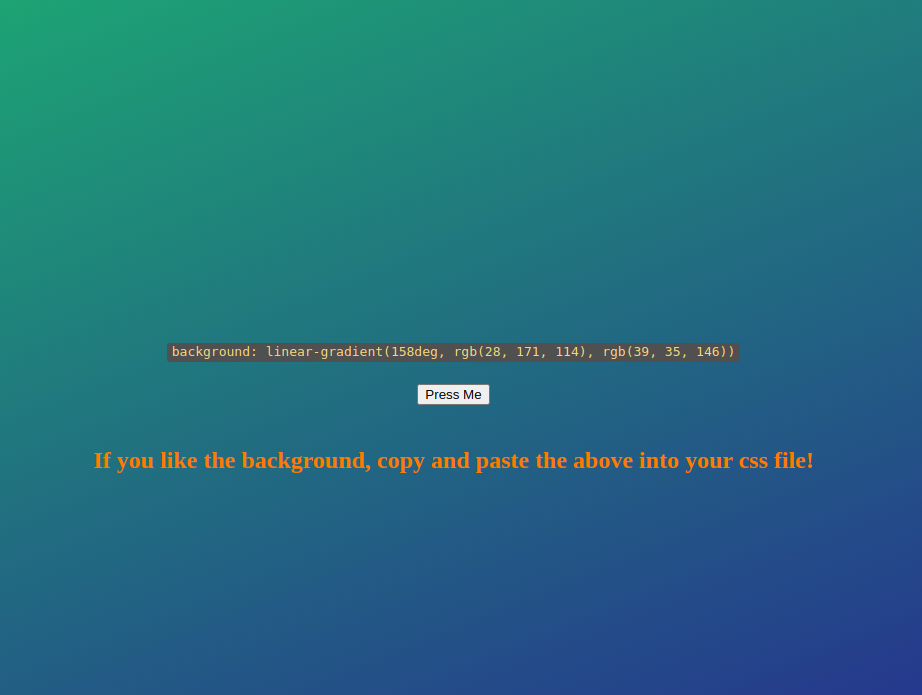 background: linear-gradient(158deg, rgb(28, 171, 114), rgb(39, 35, 146))
Press Me
If you like the background, copy and paste the above into your css file!